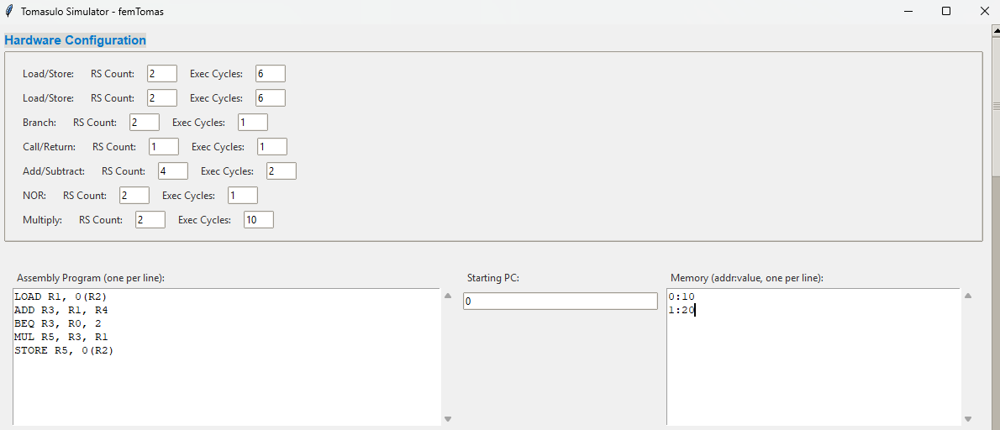 Tomasulo Simulator - femTomas
Hardware Configuration
Load/Store: RS Count: 2 Exec Cycles: 6
Load/Store: RS Count: 2 Exec Cycles: 6
Branch: RS Count: 2 Exec Cycles: 1
Call/Return: RS Count: 1 Exec Cycles: 1
Add/Subtract: RS Count: 4 Exec Cycles: 2
NOR: RS Count: 2 Exec Cycles: 1
Multiply: RS Count: 2 Exec Cycles: 10
Assembly Program (one per line):
LOAD R1, 0(R2)
ADD R3, R1, R4
BEQ R3, R0, 2
MUL R5, R3, R1
STORE R5, 0(R2)
Starting PC:
0
Memory (addr:value, one per line):
0:10
1:20